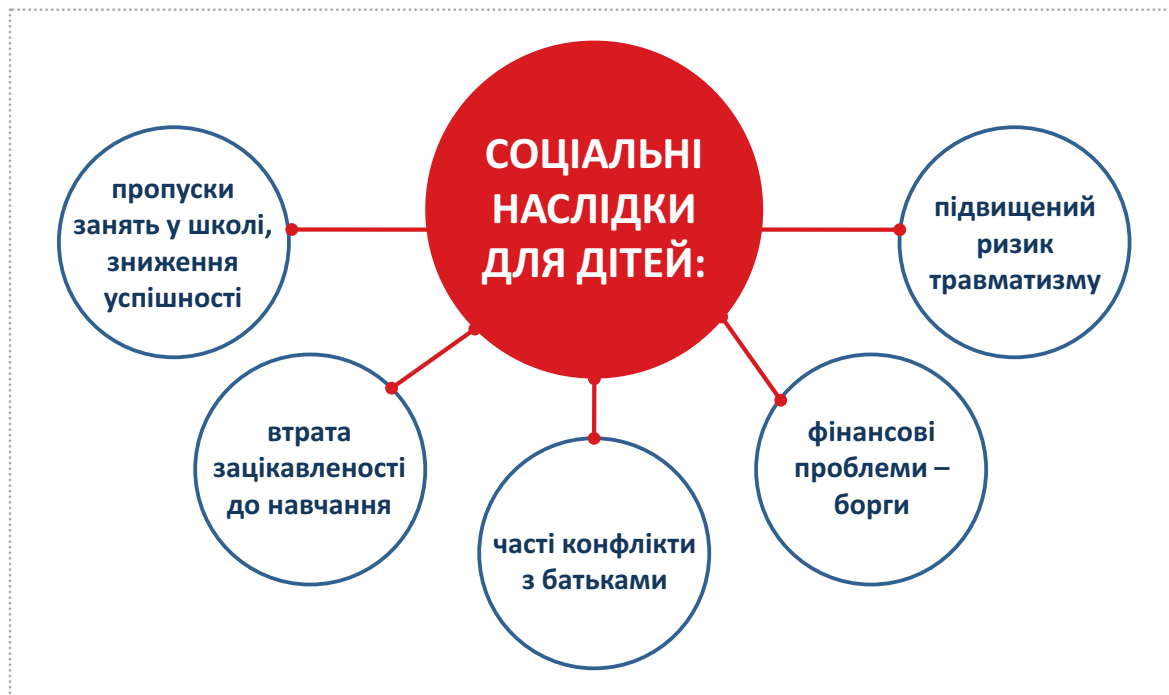 СОЦІАЛЬНІ
НАСЛІДКИ
ДЛЯ ДІТЕЙ:
пропуски
занять у школі,
зниження
успішності
втрата
зацікавленості
до навчання
часті конфлікти
з батьками
фінансові
проблеми –
борги
підвищений
ризик
травматизму